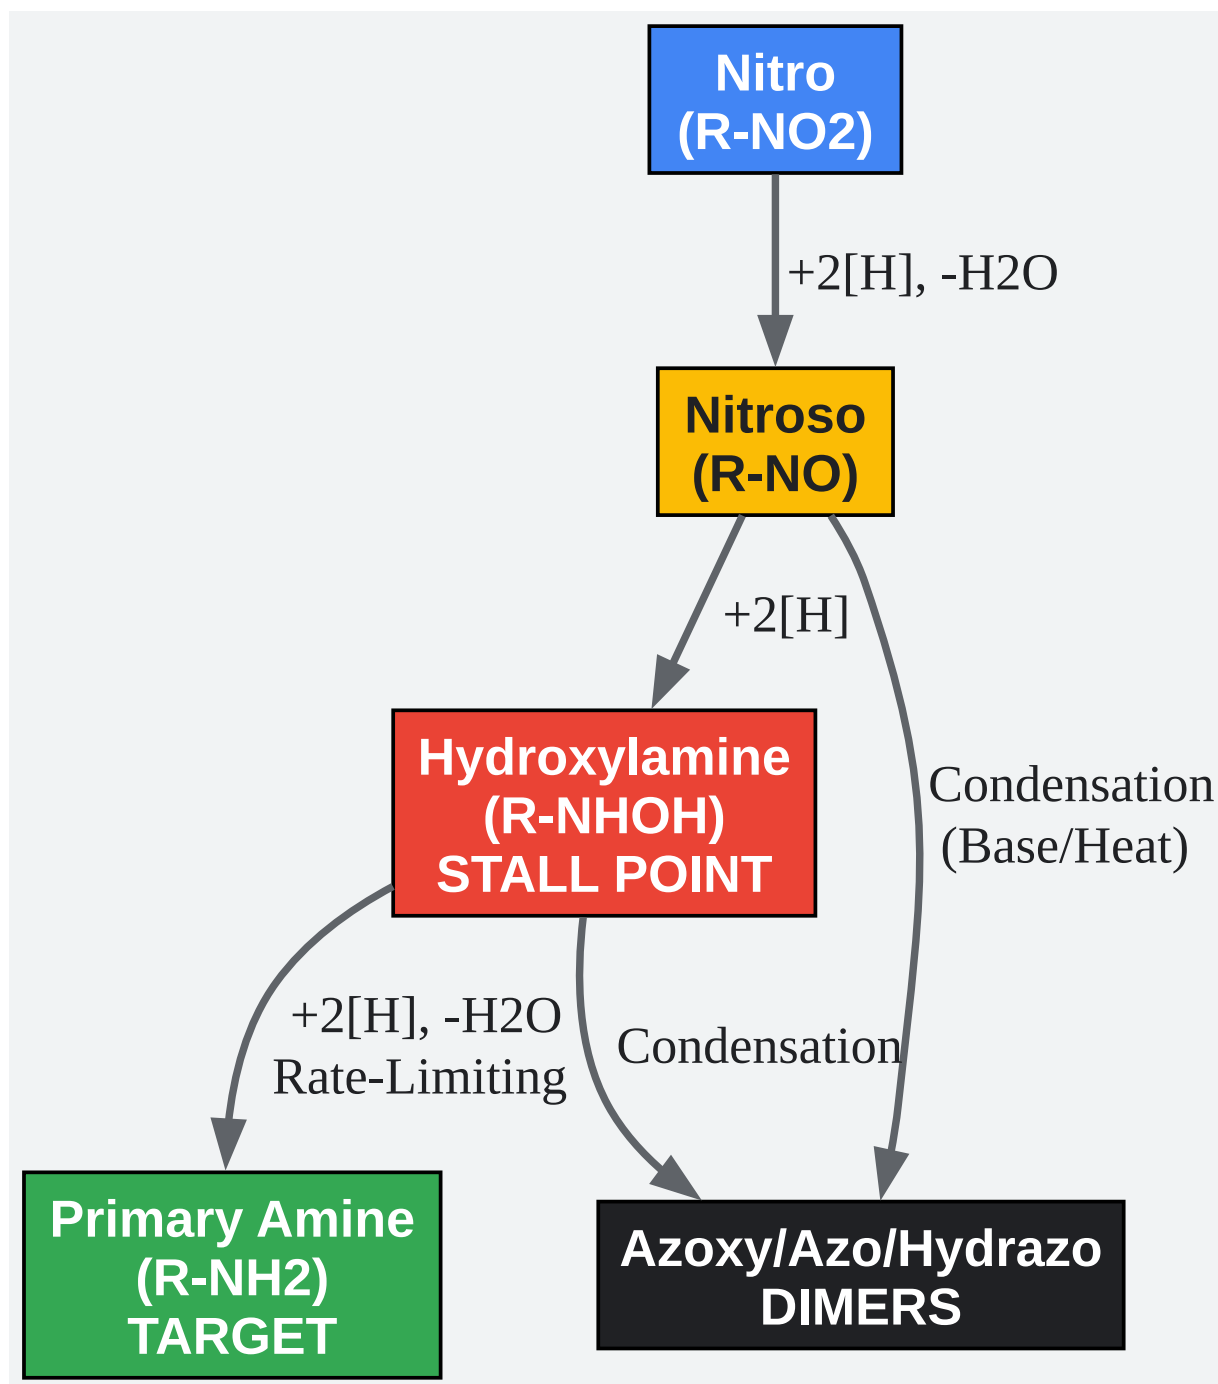 Nitro
(R-NO2)
+2[H], -H2O
Nitroso
(R-NO)
+2[H]
Hydroxylamine
(R-NHOH)
STALL POINT
Condensation
(Base/Heat)
+2[H], -H2O
Rate-Limiting
Condensation
Primary Amine
(R-NH2)
TARGET
Azoxy/Azo/Hydrazo
DIMERS